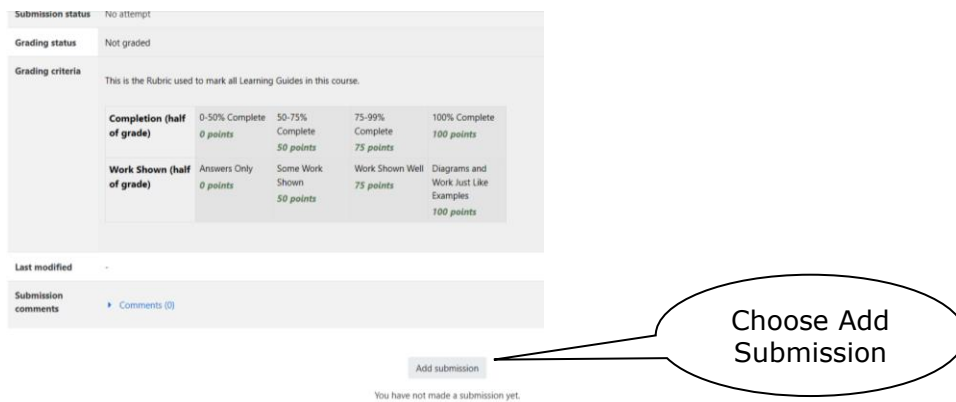 Submission status No attempt
Grading status Not graded
Grading criteria
This is the Rubric used to mark all Learning Guides in this course.
Completion (half of grade) 0-50% Complete 0 points 50-75% Complete 50 points 75-99% Complete 75 points 100% Complete 100 points
Work Shown (half of grade) Answers Only 0 points Some Work Shown 50 points Work Shown Well 75 points Diagrams and Work Just Like Examples 100 points
Last modified -
Submission comments Comments (0)
Choose Add
Submission
Add submission
You have not made a submission yet.